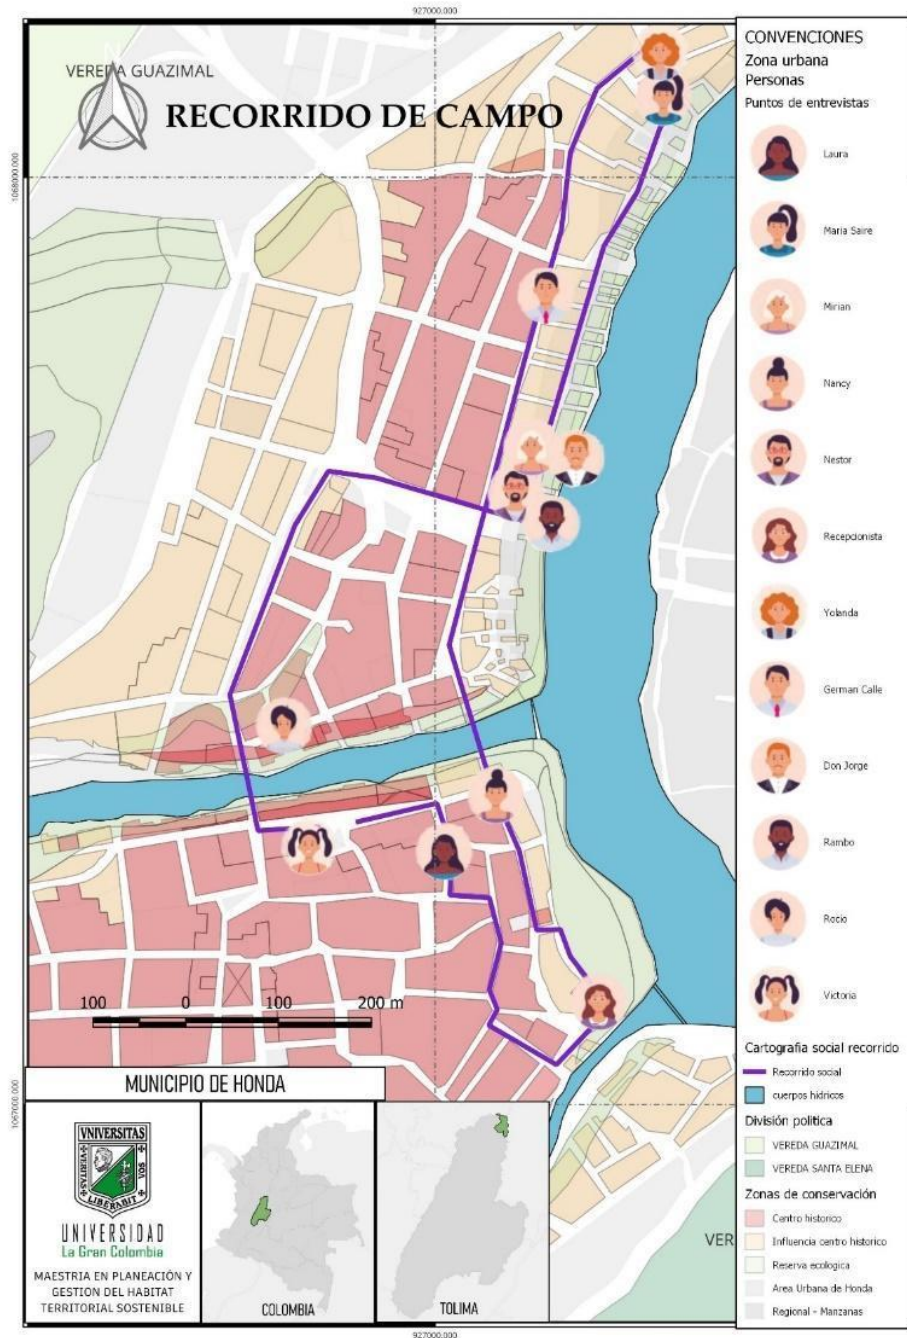 927000.000
VEREDA GUAZIMAL
N
RECORRIDO DE CAMPO
1068000.000
1067000.000
100 0 100 200 m
VER
MUNICIPIO DE HONDA
UNIVERSITAS
VERITAS
VOS
LIBERABIT
UNIVERSIDAD
La Gran Colombia
MAESTRIA EN PLANEACIÓN Y
GESTION DEL HABITAT
TERRITORIAL SOSTENIBLE
COLOMBIA
TOLIMA
927000.000
CONVENCIONES
Zona urbana
Personas
Puntos de entrevistas
Laura
Maria Saire
Mirian
Nancy
Nestor
Recepcionista
Yolanda
German Calle
Don Jorge
Rambo
Rocio
Victoria
Cartografia social recorrido
Recorrido social
cuerpos hidricos
División politica
VEREDA GUAZIMAL
VEREDA SANTA ELENA
Zonas de conservación
Centro historico
Influencia centro historico
Reserva ecologica
Area Urbana de Honda
Regional - Manzanas